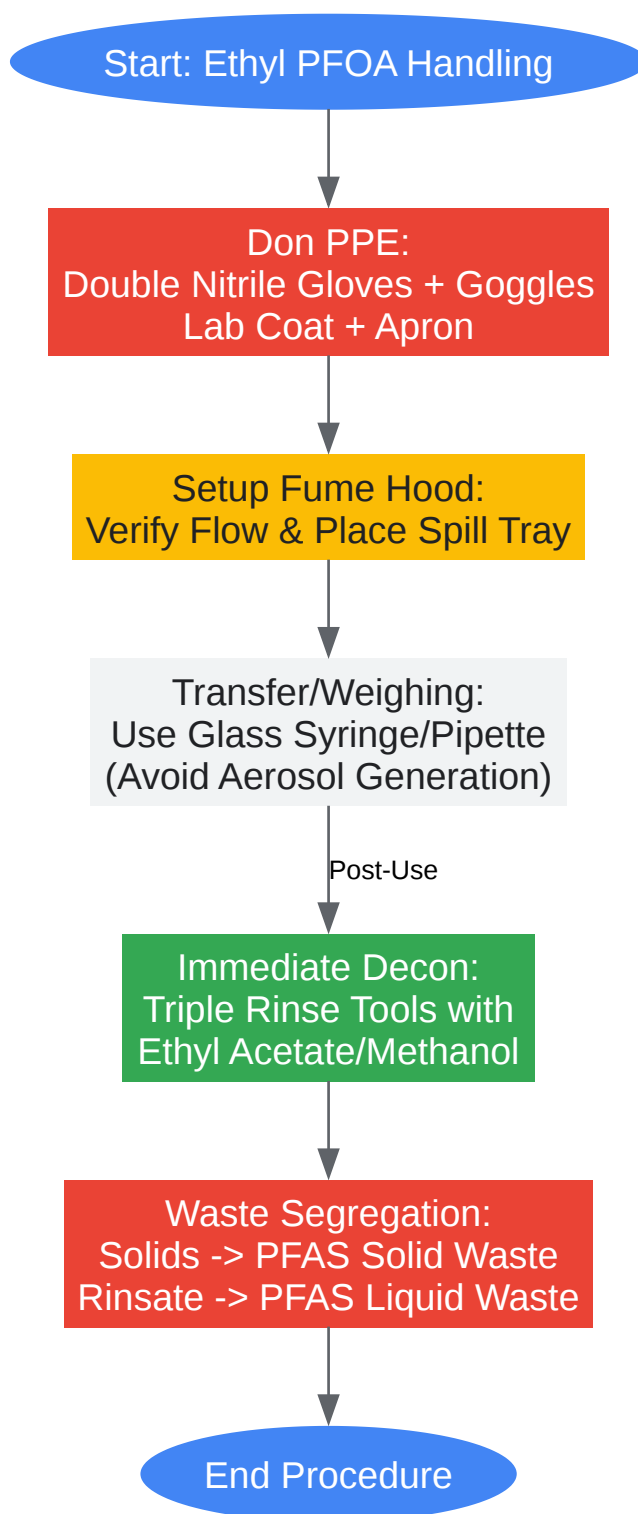 Start: Ethyl PFOA Handling
Don PPE:
Double Nitrile Gloves + Goggles
Lab Coat + Apron
Setup Fume Hood:
Verify Flow & Place Spill Tray
Transfer/Weighing:
Use Glass Syringe/Pipette
(Avoid Aerosol Generation)
Post-Use
Immediate Decon:
Triple Rinse Tools with
Ethyl Acetate/Methanol
Waste Segregation:
Solids -> PFAS Solid Waste
Rinsate -> PFAS Liquid Waste
End Procedure